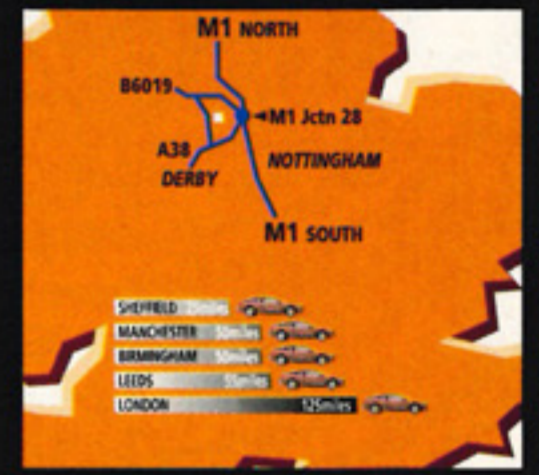 M1 NORTH
B6019
M1 Jctn 28
A38
NOTTINGHAM
DERBY
M1 SOUTH
SHEFFIELD
MANCHESTER 50miles
BIRMINGHAM 50miles
LEEDS 55miles
LONDON 125miles